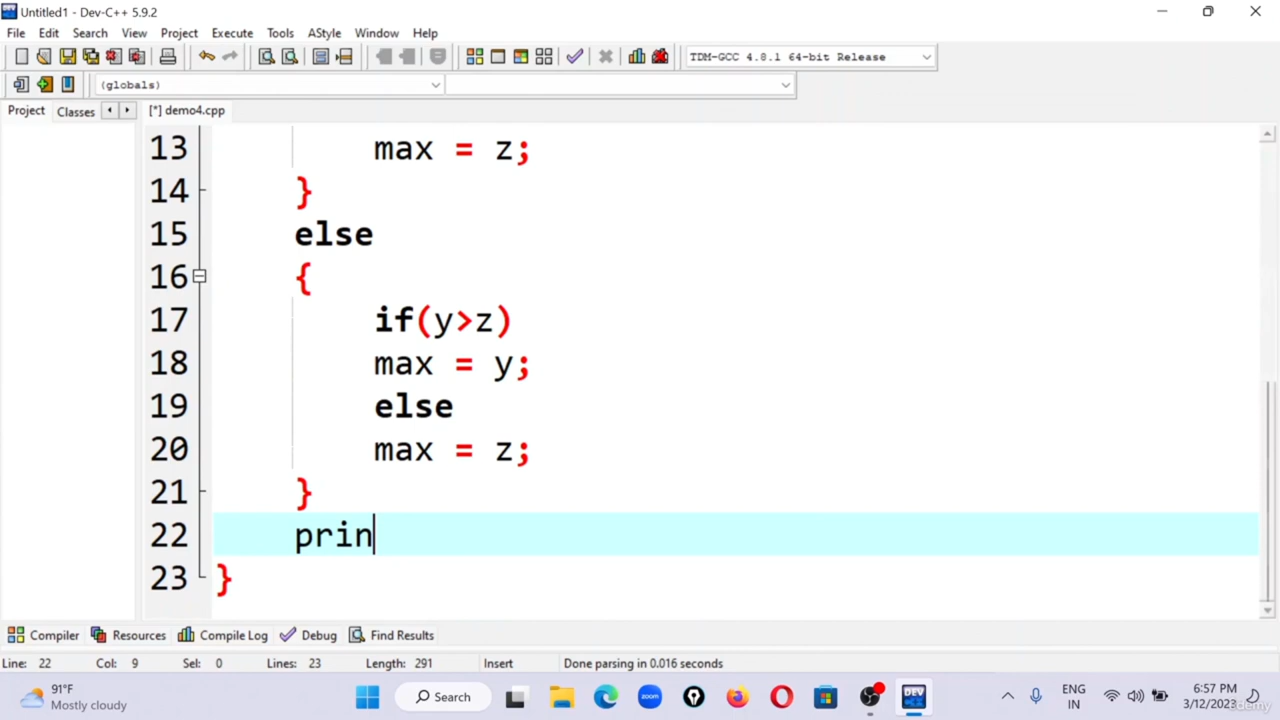 Untitled1 - Dev-C++ 5.9.2
File Edit Search View Project Execute Tools AStyle Window Help
TDM-GCC 4.8.1 64-bit Release
(globals)
Project Classes [*] demo4.cpp
13 max = z;
14 }
15 else
16 {
17 if(y>z)
18 max = y;
19 else
20 max = z;
21 }
22 prin
23 }
Compiler Resources Compile Log Debug Find Results
Line: 22 Col: 9 Sel: 0 Lines: 23 Length: 291 Insert Done parsing in 0.016 seconds
91°F
Mostly cloudy
Search
zoom
DEV
ENG
IN
6:57 PM
3/12/2023
Udemy